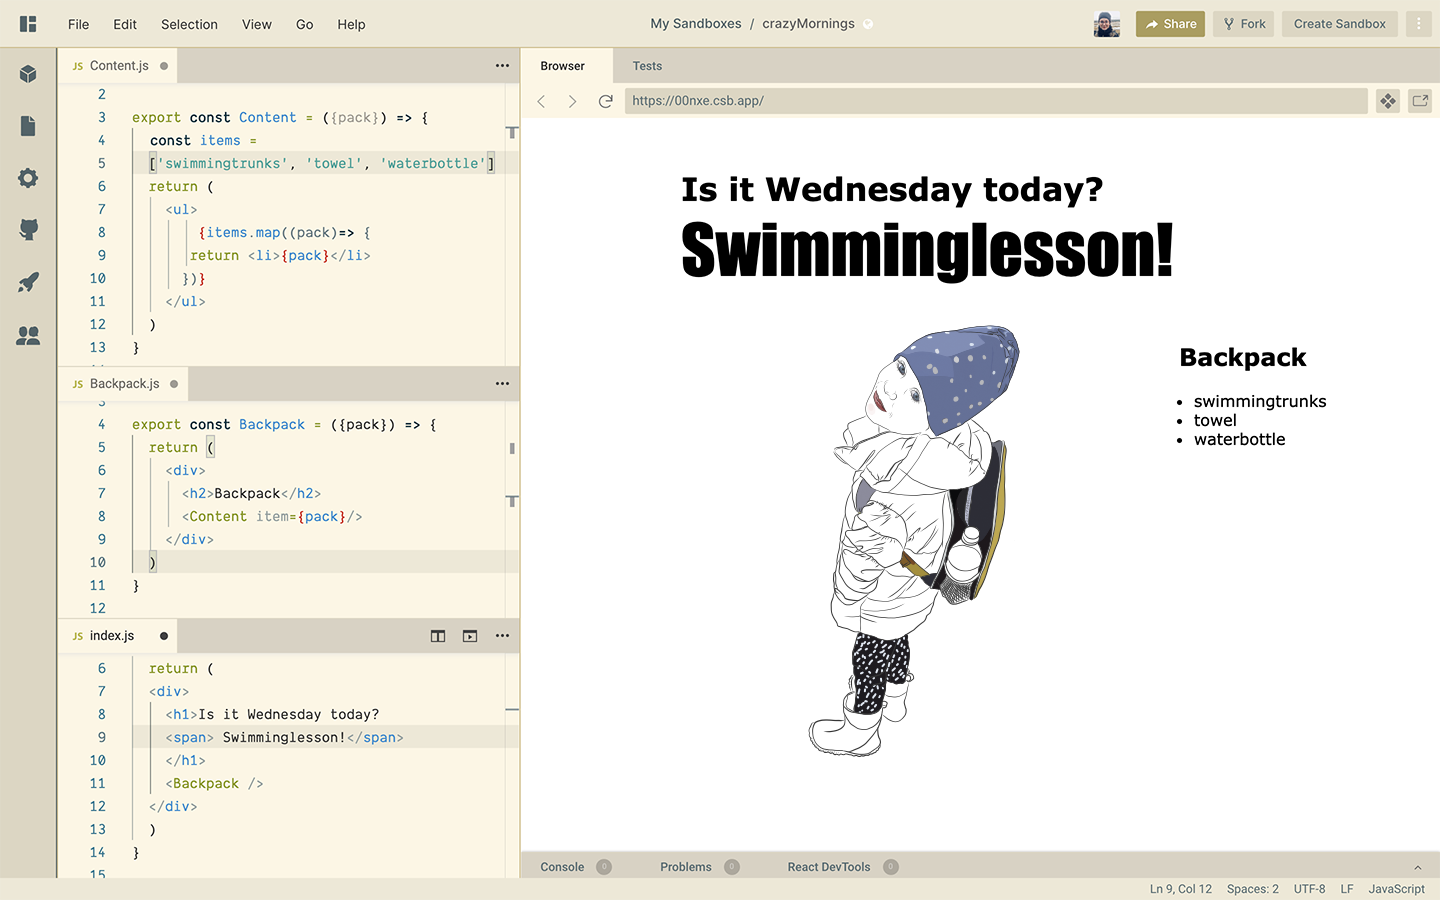 File Edit Selection View Go Help
My Sandboxes / crazyMornings
Share Fork Create Sandbox
JS Content.js
2
3 export const Content = ({pack}) => {
4 const items =
5 ['swimmingtrunks', 'towel', 'waterbottle']
6 return (
7 <ul>
8 {items.map((pack)=> {
9 return <li>{pack}</li>
10 })}
11 </ul>
12 )
13 }
JS Backpack.js
3
4 export const Backpack = ({pack}) => {
5 return (
6 <div>
7 <h2>Backpack</h2>
8 <Content item={pack}/>
9 </div>
10 )
11 }
12
JS index.js
6 return (
7 <div>
8 <h1>Is it Wednesday today?
9 <span> Swimminglesson!</span>
10 </h1>
11 <Backpack />
12 </div>
13 )
14 }
15
Browser Tests
https://00nxe.csb.app/
Is it Wednesday today?
Swimminglesson!
Backpack
• swimmingtrunks
• towel
• waterbottle
Console 0 Problems 0 React DevTools 0
Ln 9, Col 12 Spaces: 2 UTF-8 LF JavaScript